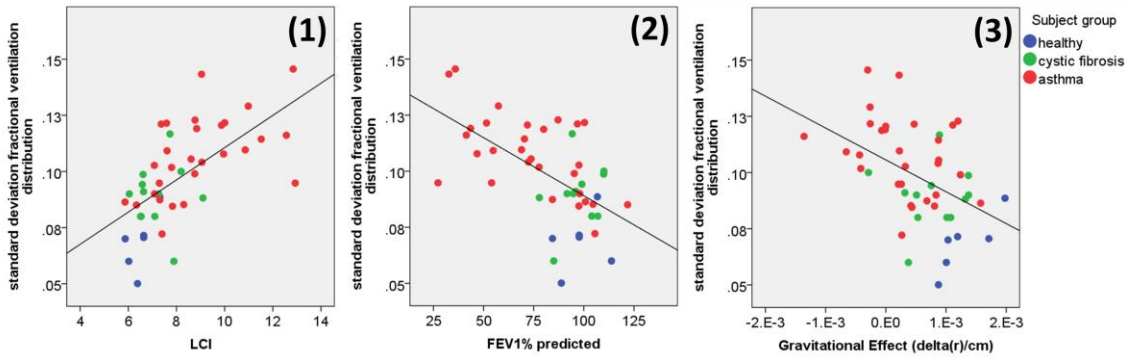 (1)
standard deviation fractional ventilation
distribution
.15
.13
.10
.08
.05
4 6 8 10 12 14
LCI
(2)
standard deviation fractional ventilation
distribution
.15
.13
.10
.08
.05
25 50 75 100 125
FEV1% predicted
(3)
standard deviation fractional ventilation
distribution
.15
.13
.10
.08
.05
-2.E-3 -1.E-3 0.E0 1.E-3 2.E-3
Gravitational Effect (delta(r)/cm)
Subject group
healthy
cystic fibrosis
asthma